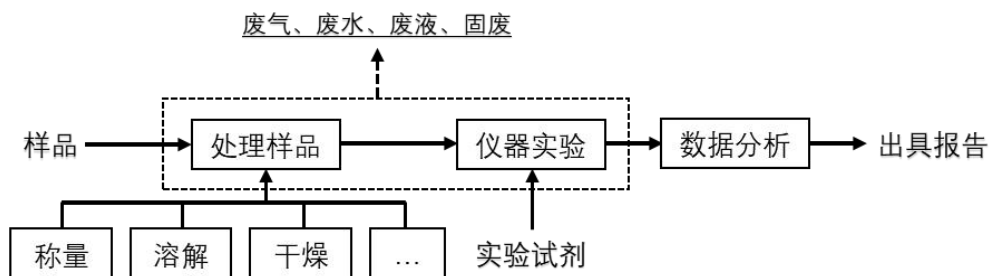 废气、废水、废液、固废
样品
处理样品
仪器实验
数据分析
出具报告
称量
溶解
干燥
…
实验试剂